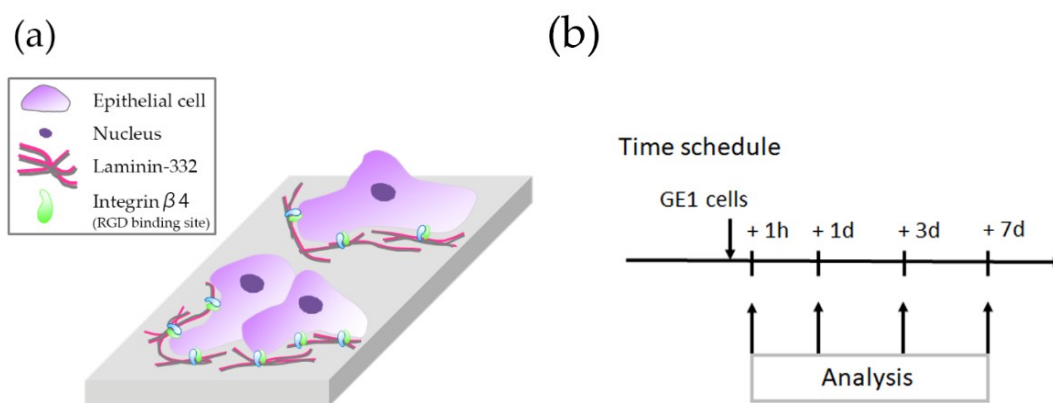 (a)
Epithelial cell
Nucleus
Laminin-332
Integrin β4
(RGD binding site)
(b)
Time schedule
GE1 cells
+ 1h
+ 1d
+ 3d
+ 7d
Analysis